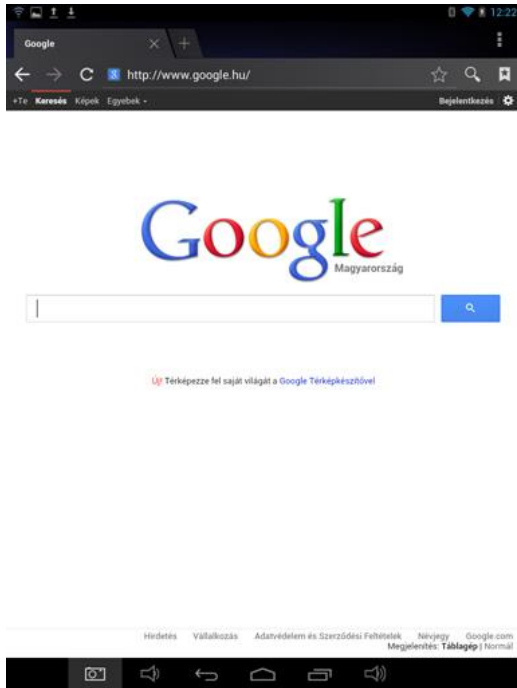 12:22
Google
http://www.google.hu/
+Te Keresés Képek Egyebek
Bejelentkezés
Google
Magyarország
Új! Térképezze fel saját világát a Google Térképkészítővel
Hirdetés Vállalkozás Adatvédelem és Szerződési Feltételek Névjegy Google.com
Megjelenítés: Táblagép | Normál